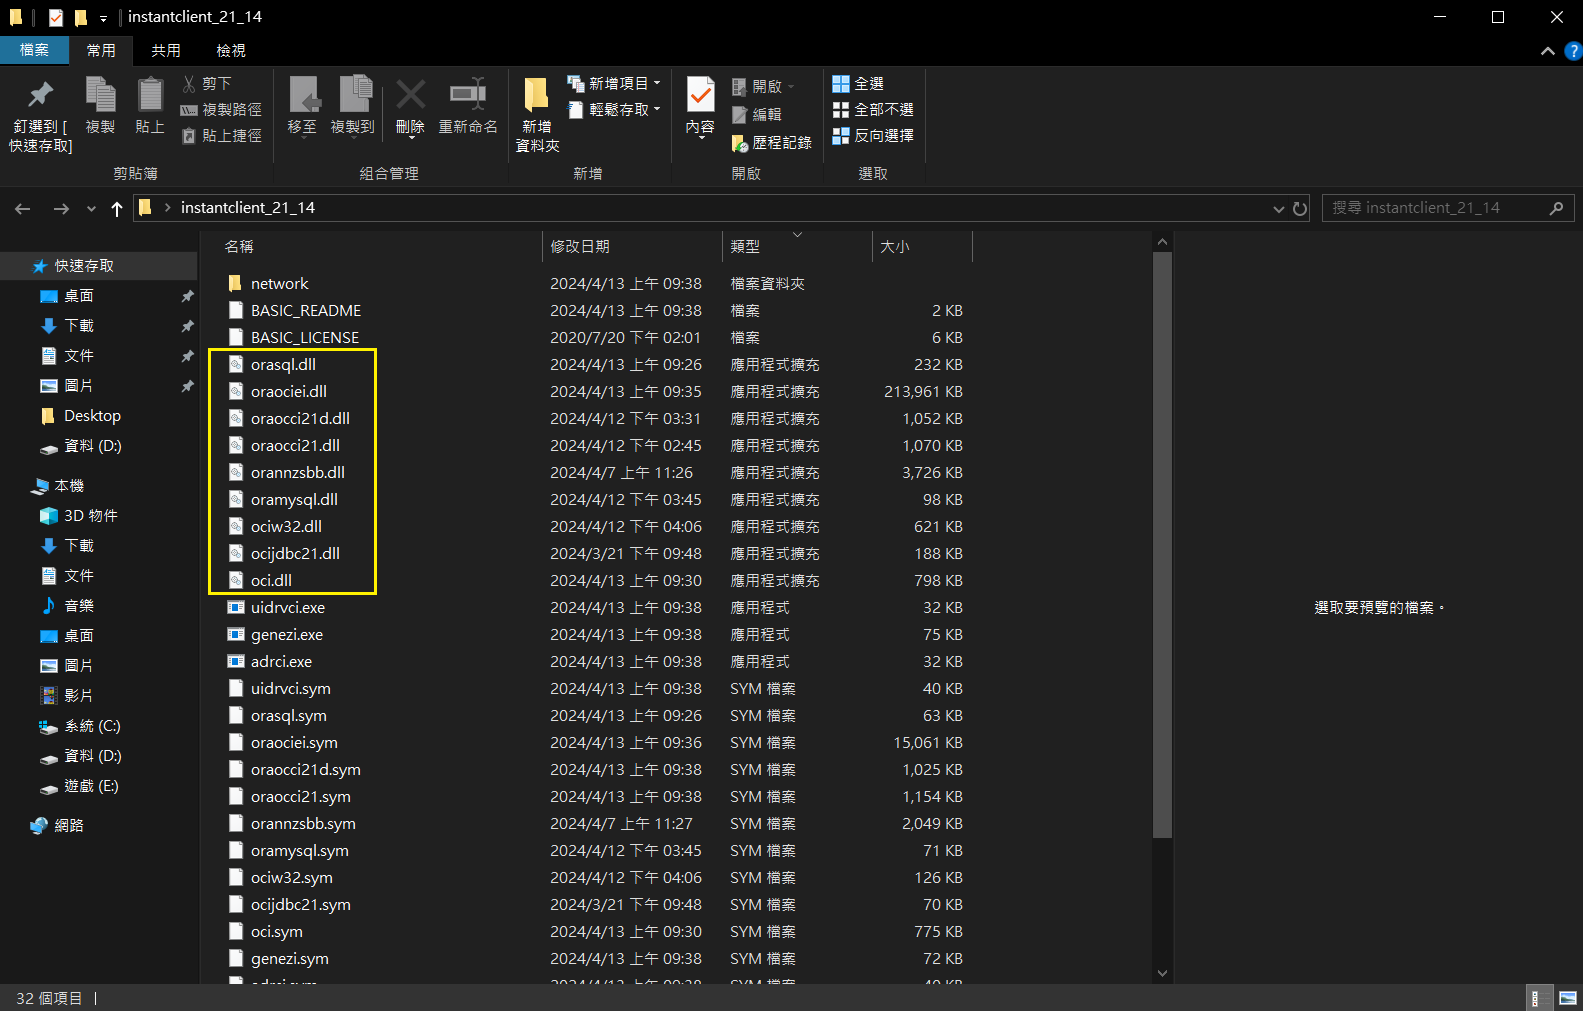 instantclient_21_14
檔案 常用 共用 檢視
釘選到 [
快速存取]
複製
貼上
剪下
複製路徑
貼上捷徑
剪貼簿
移至
複製到
刪除
重新命名
組合管理
新增
資料夾
新增項目
輕鬆存取
新增
內容
開啟
編輯
歷程記錄
開啟
全選
全部不選
反向選擇
選取
instantclient_21_14
搜尋 instantclient_21_14
快速存取
桌面
下載
文件
圖片
Desktop
資料 (D:)
本機
3D 物件
下載
文件
音樂
桌面
圖片
影片
系統 (C:)
資料 (D:)
遊戲 (E:)
網路
名稱 修改日期 類型 大小
network 2024/4/13 上午 09:38 檔案資料夾
BASIC_README 2024/4/13 上午 09:38 檔案 2 KB
BASIC_LICENSE 2020/7/20 下午 02:01 檔案 6 KB
orasql.dll 2024/4/13 上午 09:26 應用程式擴充 232 KB
oraociei.dll 2024/4/13 上午 09:35 應用程式擴充 213,961 KB
oraocci21d.dll 2024/4/12 下午 03:31 應用程式擴充 1,052 KB
oraocci21.dll 2024/4/12 下午 02:45 應用程式擴充 1,070 KB
orannzsbb.dll 2024/4/7 上午 11:26 應用程式擴充 3,726 KB
oramysql.dll 2024/4/12 下午 03:45 應用程式擴充 98 KB
ociw32.dll 2024/4/12 下午 04:06 應用程式擴充 621 KB
ocijdbc21.dll 2024/3/21 下午 09:48 應用程式擴充 188 KB
oci.dll 2024/4/13 上午 09:30 應用程式擴充 798 KB
uidrvci.exe 2024/4/13 上午 09:38 應用程式 32 KB
genezi.exe 2024/4/13 上午 09:38 應用程式 75 KB
adrci.exe 2024/4/13 上午 09:38 應用程式 32 KB
uidrvci.sym 2024/4/13 上午 09:38 SYM 檔案 40 KB
orasql.sym 2024/4/13 上午 09:26 SYM 檔案 63 KB
oraociei.sym 2024/4/13 上午 09:36 SYM 檔案 15,061 KB
oraocci21d.sym 2024/4/13 上午 09:38 SYM 檔案 1,025 KB
oraocci21.sym 2024/4/13 上午 09:38 SYM 檔案 1,154 KB
orannzsbb.sym 2024/4/7 上午 11:27 SYM 檔案 2,049 KB
oramysql.sym 2024/4/12 下午 03:45 SYM 檔案 71 KB
ociw32.sym 2024/4/12 下午 04:06 SYM 檔案 126 KB
ocijdbc21.sym 2024/3/21 下午 09:48 SYM 檔案 70 KB
oci.sym 2024/4/13 上午 09:30 SYM 檔案 775 KB
genezi.sym 2024/4/13 上午 09:38 SYM 檔案 72 KB
選取要預覽的檔案。
32 個項目